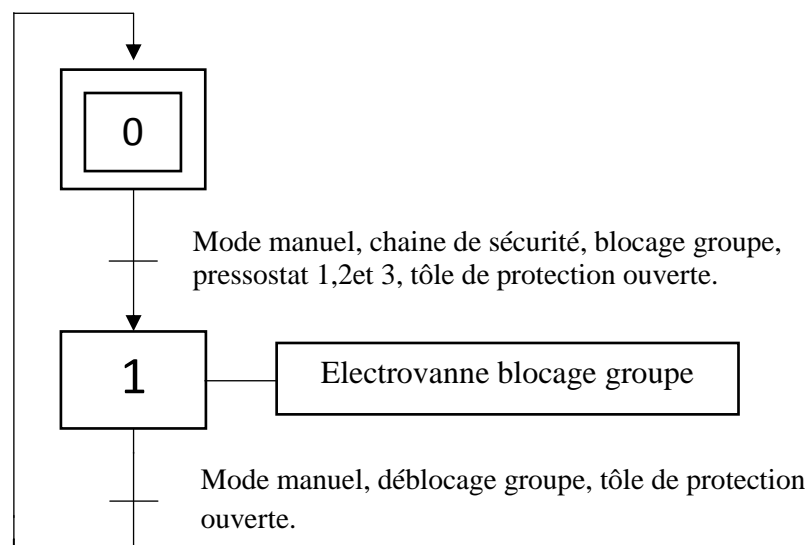 0
Mode manuel, chaine de sécurité, blocage groupe,
pressostat 1,2et 3, tôle de protection ouverte.
1
Electrovanne blocage groupe
Mode manuel, déblocage groupe, tôle de protection
ouverte.